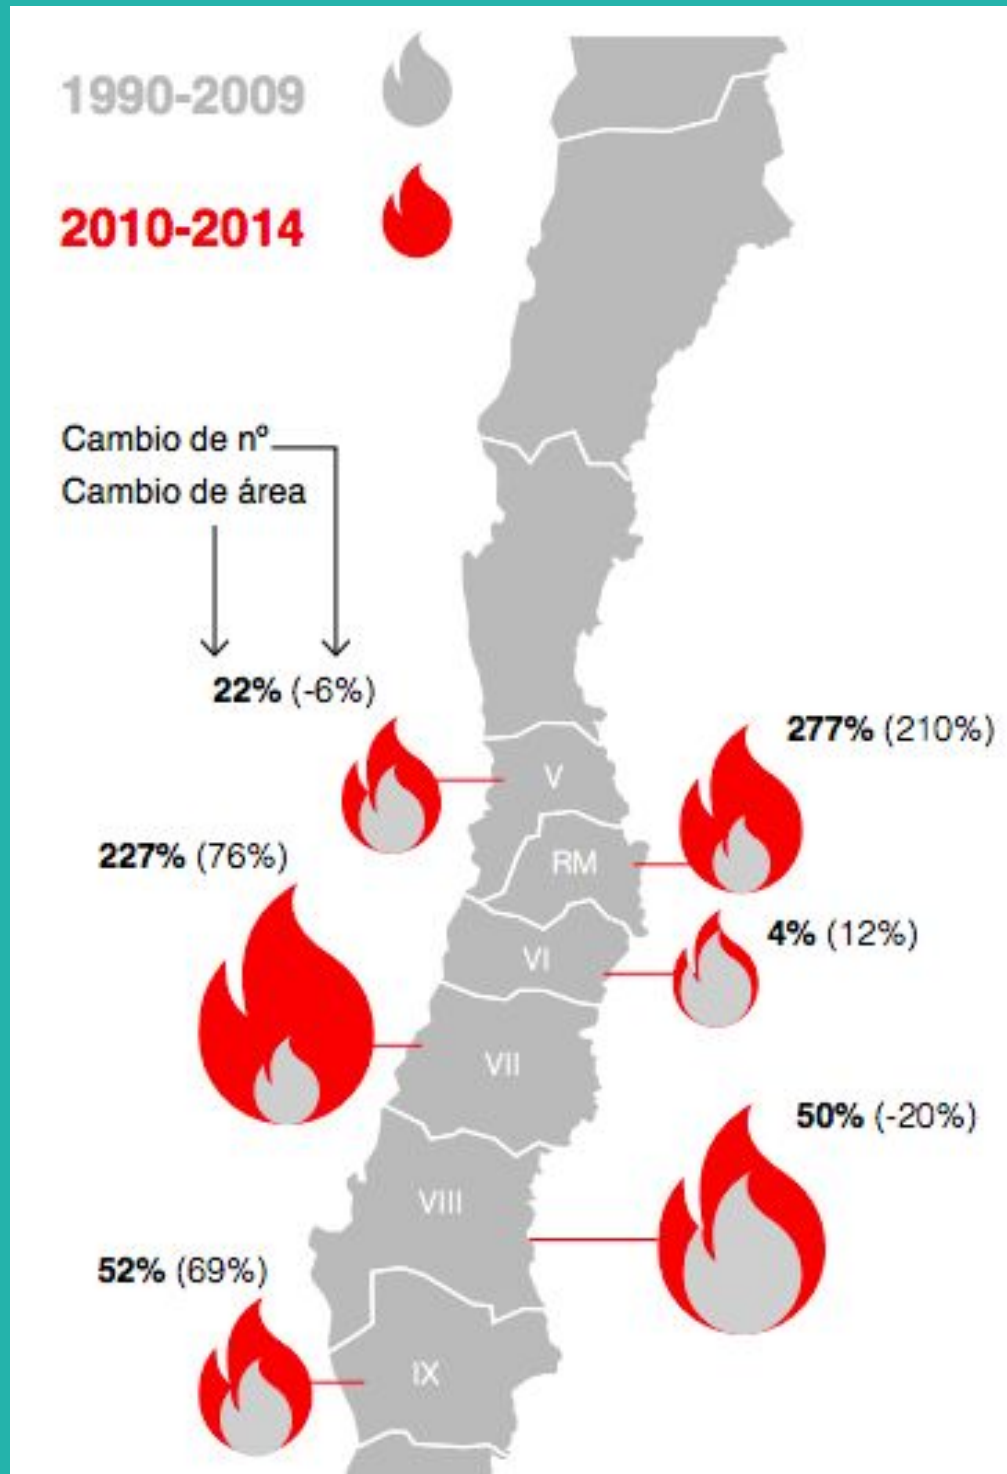 1990-2009
2010-2014
Cambio de nº
Cambio de área
22% (-6%)
277% (210%)
V
227% (76%)
RM
4% (12%)
VI
VII
50% (-20%)
VIII
52% (69%)
IX